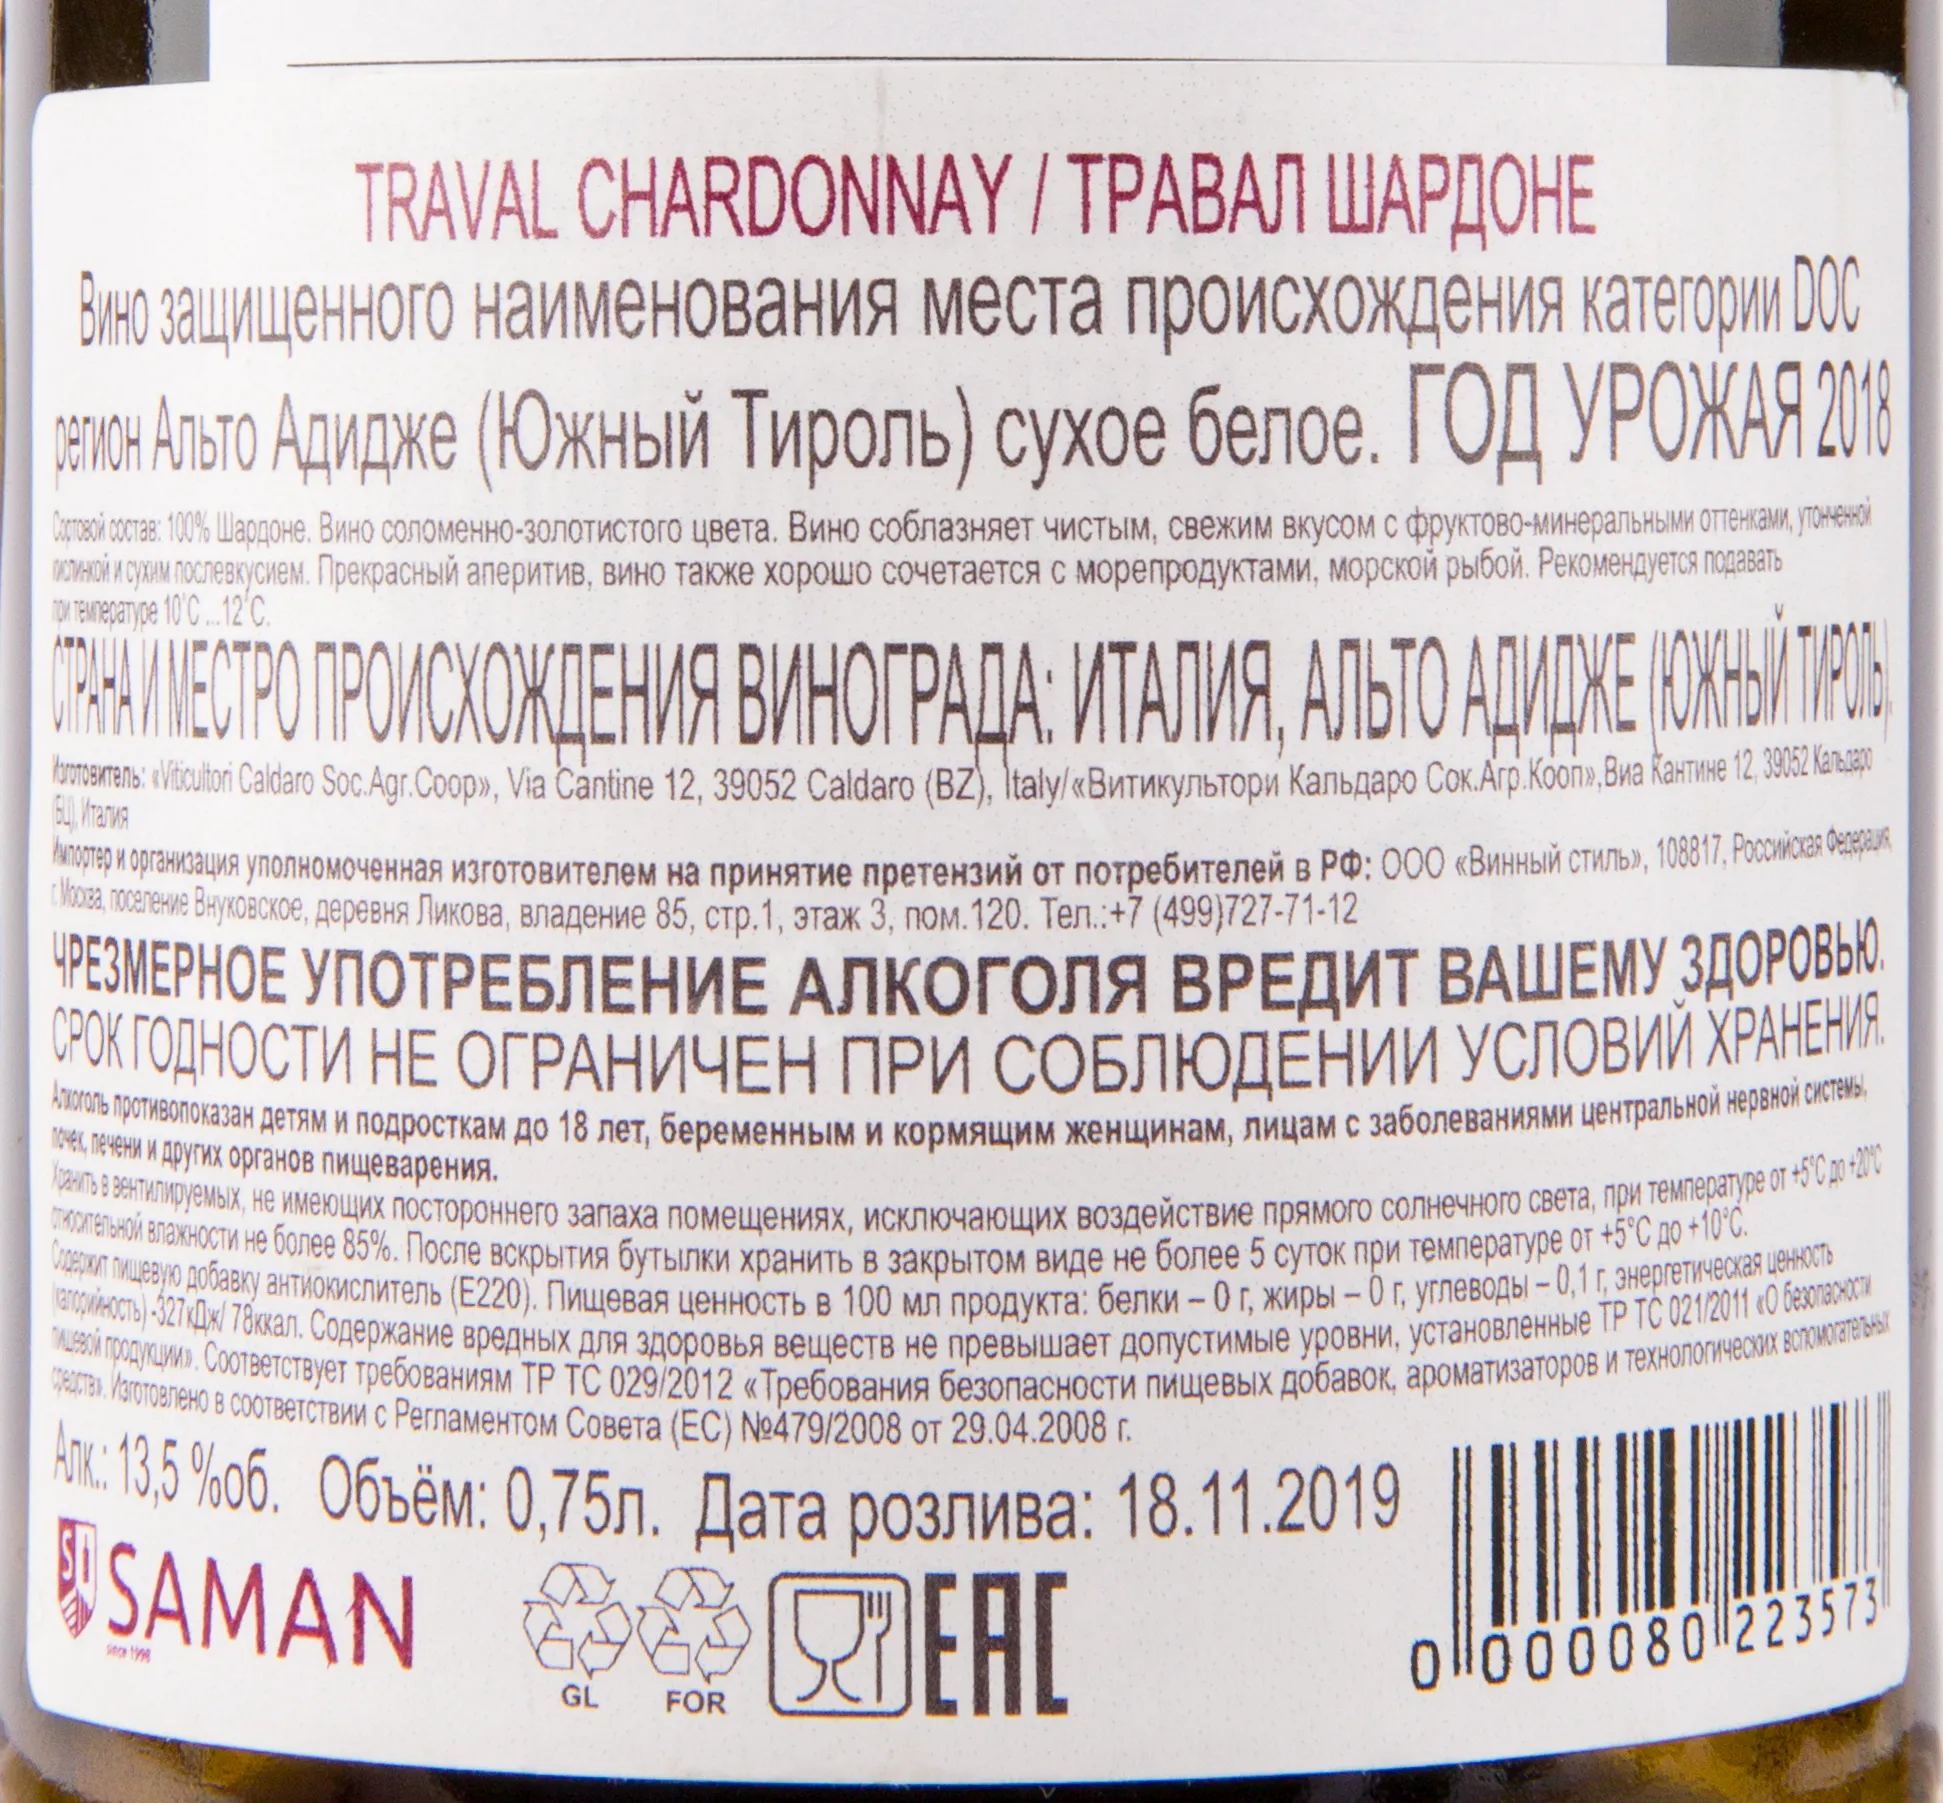 TRAVAL CHARDONNAY / ТРАВАЛ ШАРДОНЕ
Вино защищенного наименования места происхождения категории DOC
регион Альто Адидже (Южный Тироль) сухое белое. ГОД УРОЖАЯ 2018
Сортовой состав: 100% Шардоне. Вино соломенно-золотистого цвета. Вино соблазняет чистым, свежим вкусом с фруктово-минеральными оттенками, утонченной
кислинкой и сухим послевкусием. Прекрасный аперитив, вино также хорошо сочетается с морепродуктами, морской рыбой. Рекомендуется подавать
при температуре 10˚С ...12˚С.
СТРАНА И МЕСТРО ПРОИСХОЖДЕНИЯ ВИНОГРАДА: ИТАЛИЯ, АЛЬТО АДИДЖЕ (ЮЖНЫЙ ТИРОЛЬ).
Изготовитель: «Viticultori Caldaro Soc.Agr.Coop», Via Cantine 12, 39052 Caldaro (BZ), Italy/«Витикультори Кальдаро Сок.Агр.Кооп»,Виа Кантине 12, 39052 Кальдаро
(БЦ), Италия
Импортер и организация уполномоченная изготовителем на принятие претензий от потребителей в РФ: ООО «Винный стиль», 108817, Российская Федерация,
г. Москва, поселение Внуковское, деревня Ликова, владение 85, стр.1, этаж 3, пом.120. Тел.:+7 (499)727-71-12
ЧРЕЗМЕРНОЕ УПОТРЕБЛЕНИЕ АЛКОГОЛЯ ВРЕДИТ ВАШЕМУ ЗДОРОВЬЮ.
СРОК ГОДНОСТИ НЕ ОГРАНИЧЕН ПРИ СОБЛЮДЕНИИ УСЛОВИЙ ХРАНЕНИЯ.
Алкоголь противопоказан детям и подросткам до 18 лет, беременным и кормящим женщинам, лицам с заболеваниями центральной нервной системы,
почек, печени и других органов пищеварения.
Хранить в вентилируемых, не имеющих постороннего запаха помещениях, исключающих воздействие прямого солнечного света, при температуре от +5°С до +20°С
относительной влажности не более 85%. После вскрытия бутылки хранить в закрытом виде не более 5 суток при температуре от +5°С до +10°С.
Содержит пищевую добавку антиокислитель (Е220). Пищевая ценность в 100 мл продукта: белки – 0 г, жиры – 0 г, углеводы – 0,1 г, энергетическая ценность
(калорийность) -327кДж/ 78ккал. Содержание вредных для здоровья веществ не превышает допустимые уровни, установленные ТР ТС 021/2011 «О безопасности
пищевой продукции». Соответствует требованиям ТР ТС 029/2012 «Требования безопасности пищевых добавок, ароматизаторов и технологических вспомогательных
средств». Изготовлено в соответствии с Регламентом Совета (ЕС) №479/2008 от 29.04.2008 г.
Алк.: 13,5 %об. Объём: 0,75л. Дата розлива: 18.11.2019
SI SAMAN
since 1998
GL FOR EAC
0 000080 223573